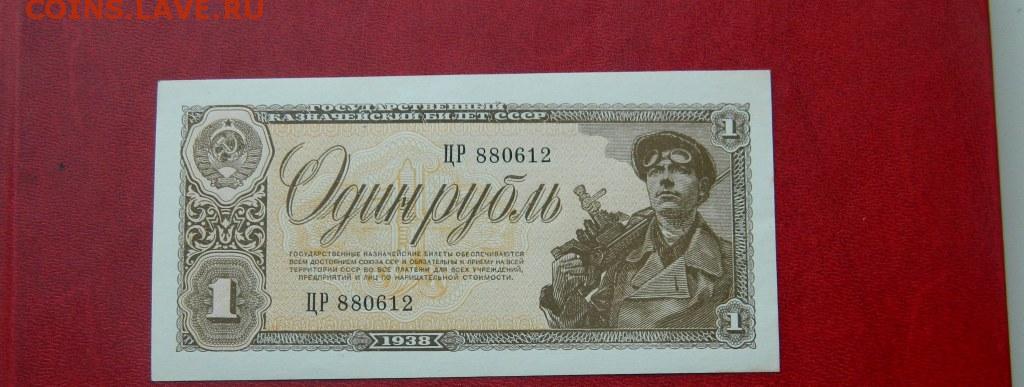 COINS.LAVE.RU
ГОСУДАРСТВЕННЫЙ
КАЗНАЧЕЙСКИЙ БИЛЕТ СССР
1
ЦР 880612
Один рубль
ГОСУДАРСТВЕННЫЕ КАЗНАЧЕЙСКИЕ БИЛЕТЫ ОБЕСПЕЧИВАЮТСЯ
ВСЕМ ДОСТОЯНИЕМ СОЮЗА ССР И ОБЯЗАТЕЛЬНЫ К ПРИЕМУ НА ВСЕЙ
ТЕРРИТОРИИ СССР ВО ВСЕ ПЛАТЕЖИ ДЛЯ ВСЕХ УЧРЕЖДЕНИЙ,
ПРЕДПРИЯТИЙ И ЛИЦ ПО НАРИЦАТЕЛЬНОЙ СТОИМОСТИ.
1
ЦР 880612
1
1938